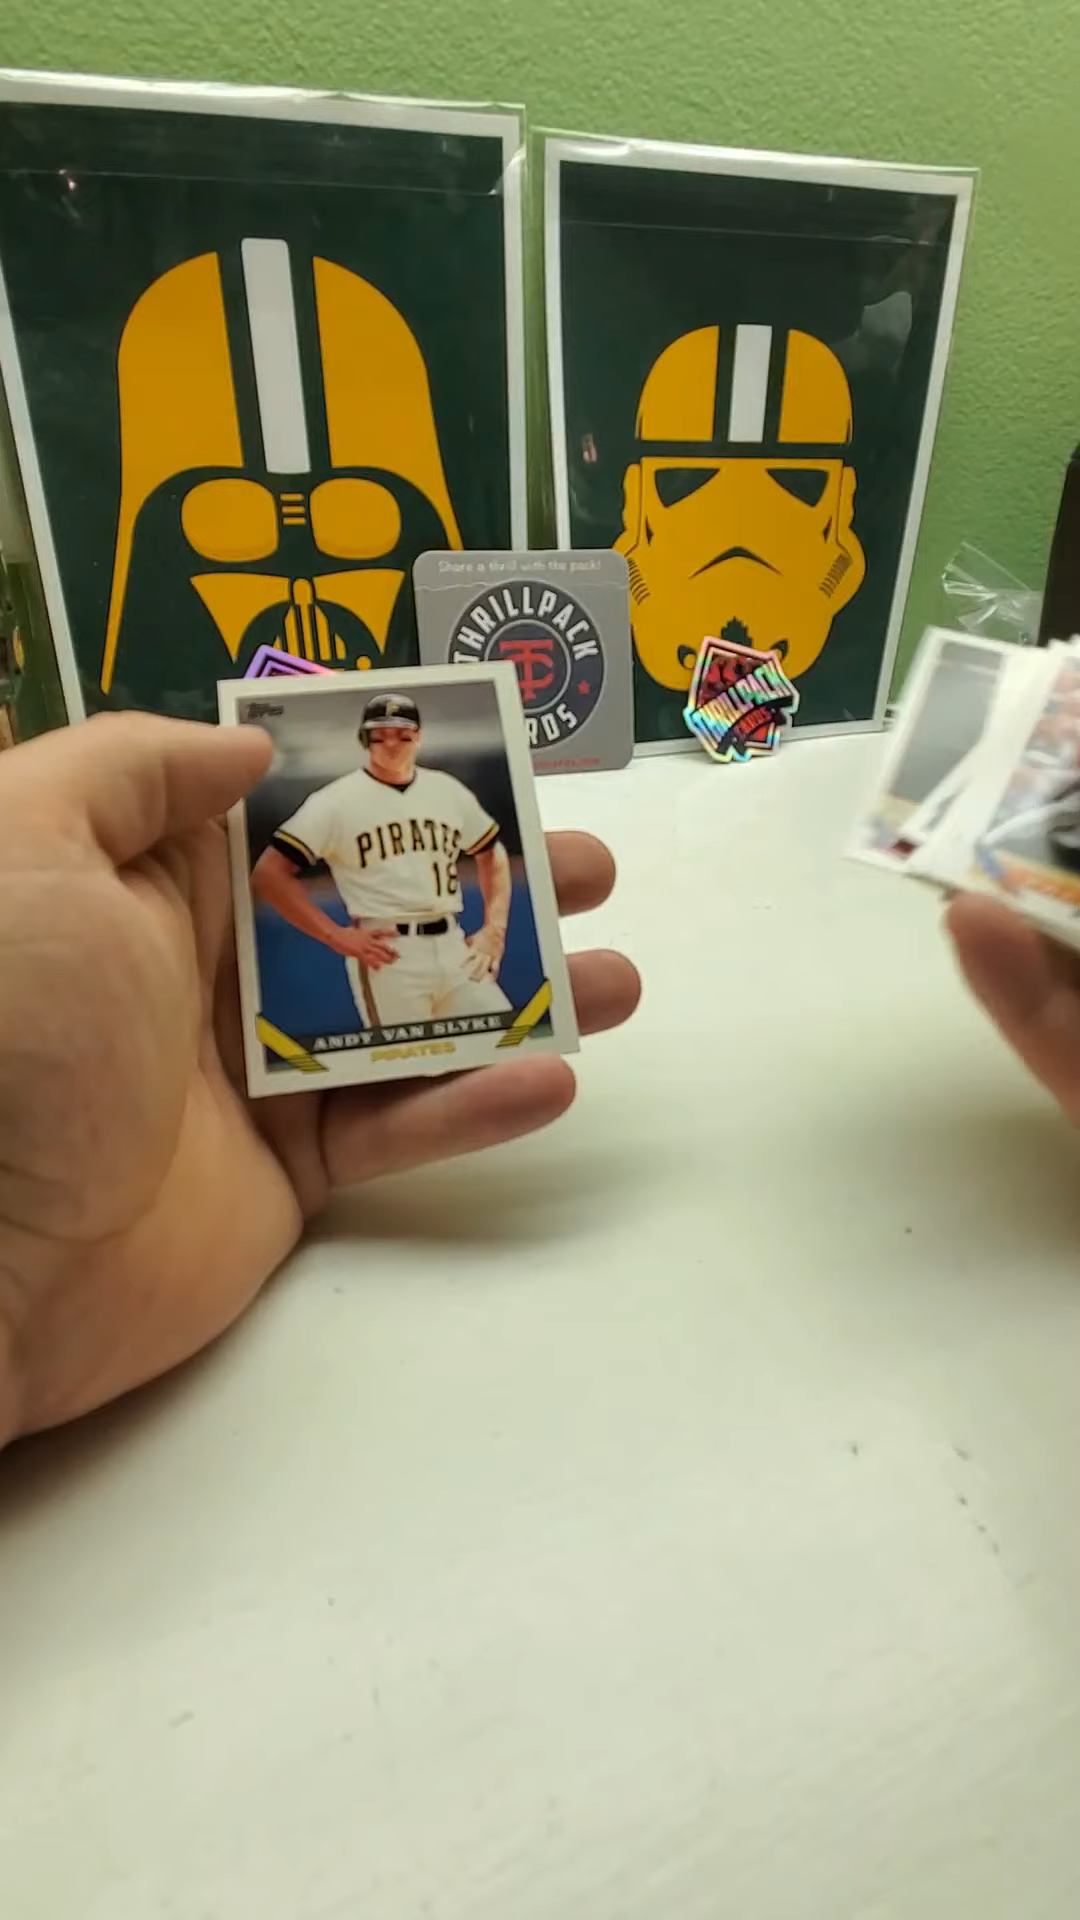 Share a thrill with the pack!
THRILLPACK
TC
CARDS
THRILLPACK
CARDS
Topps
PIRATES
18
ANDY VAN SLYKE
PIRATES